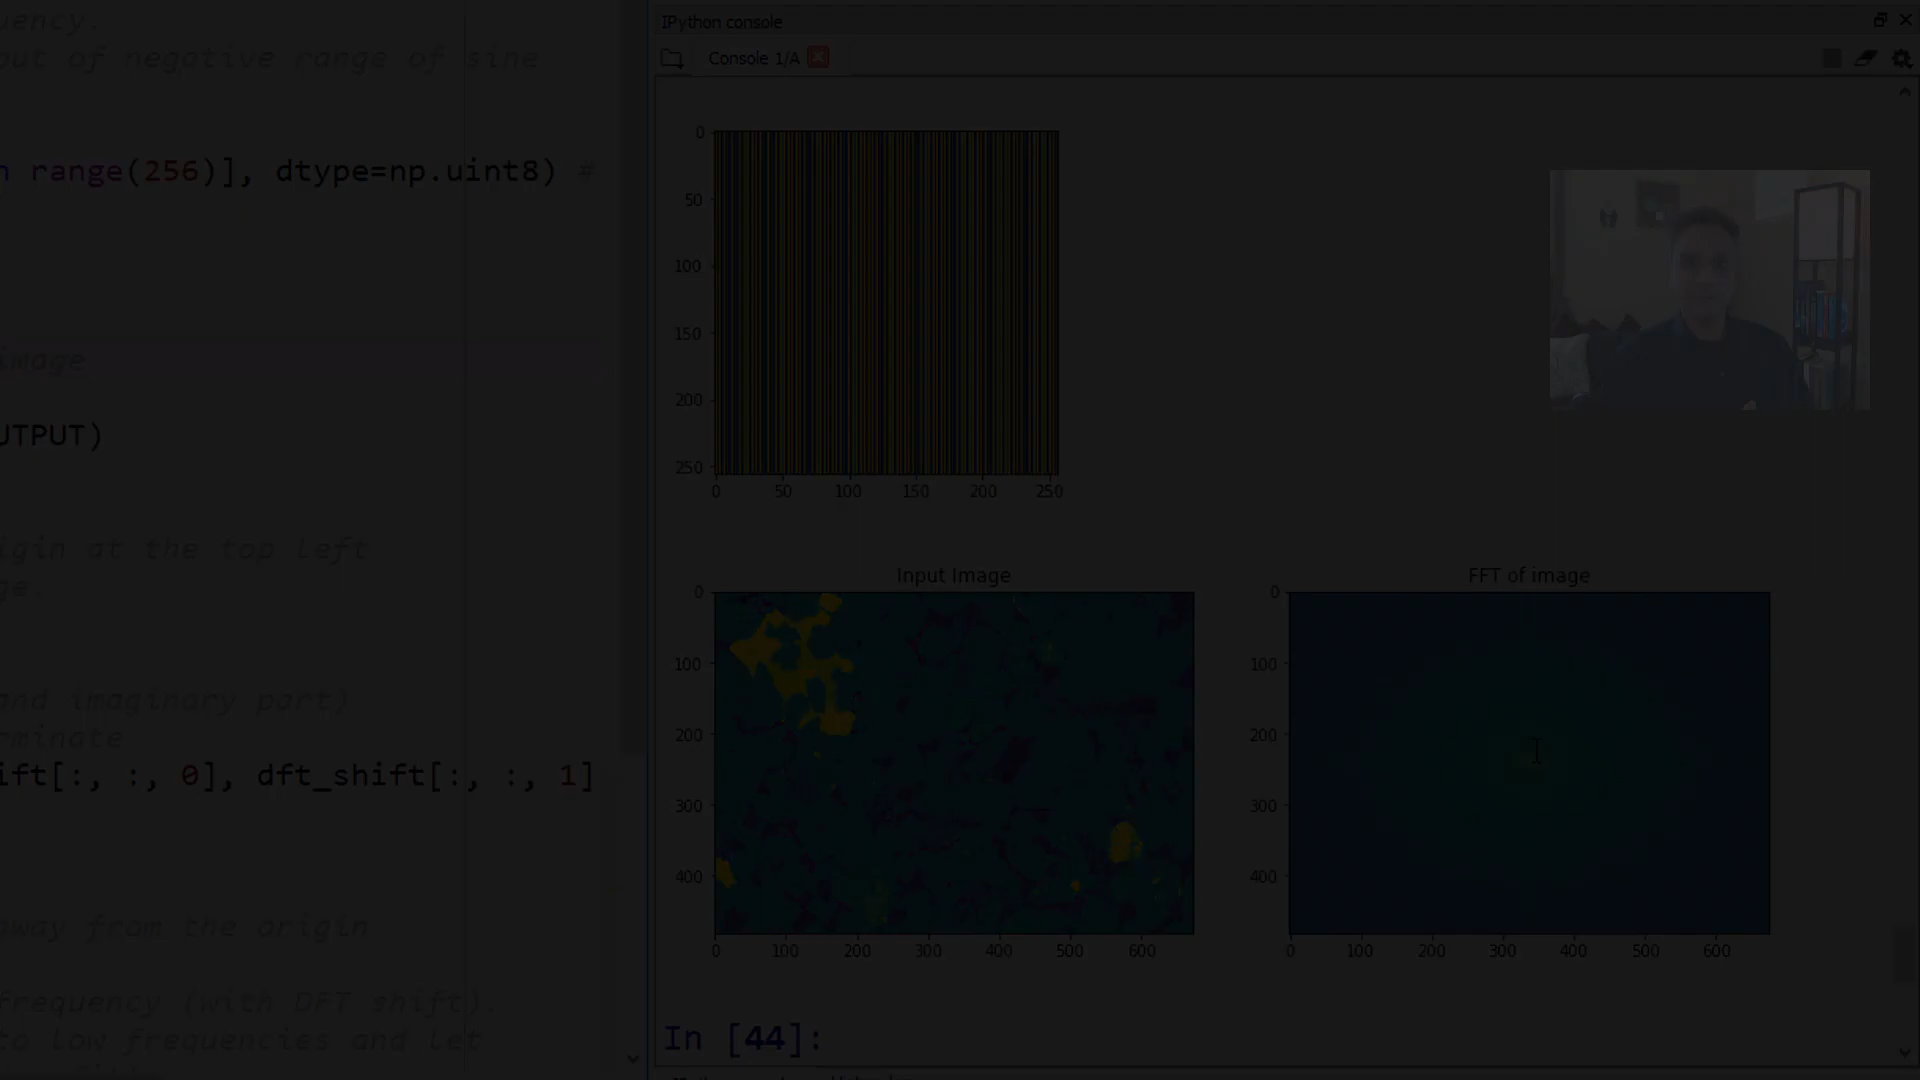 uency.
out of negative range of sine
n range(256)], dtype=np.uint8) #
image
UTPUT)
igin at the top left
ge.
and imaginary part)
rminate
ift[:, :, 0], dft_shift[:, :, 1]
away from the origin
frequency (with DFT shift).
to low frequencies and let
IPython console
Console 1/A
0
50
100
150
200
250
0 50 100 150 200 250
Input Image
0
100
200
300
400
0 100 200 300 400 500 600
FFT of image
0
100
200
300
400
0 100 200 300 400 500 600
In [44]: